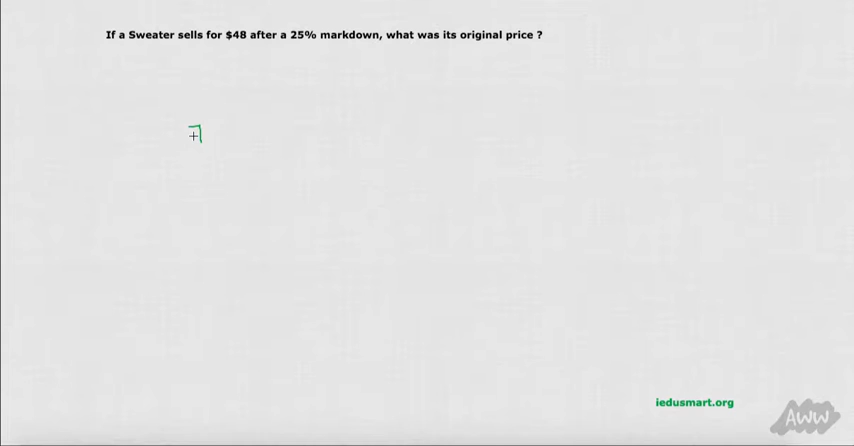 If a Sweater sells for $48 after a 25% markdown, what was its original price ?
iedusmart.org
AWW